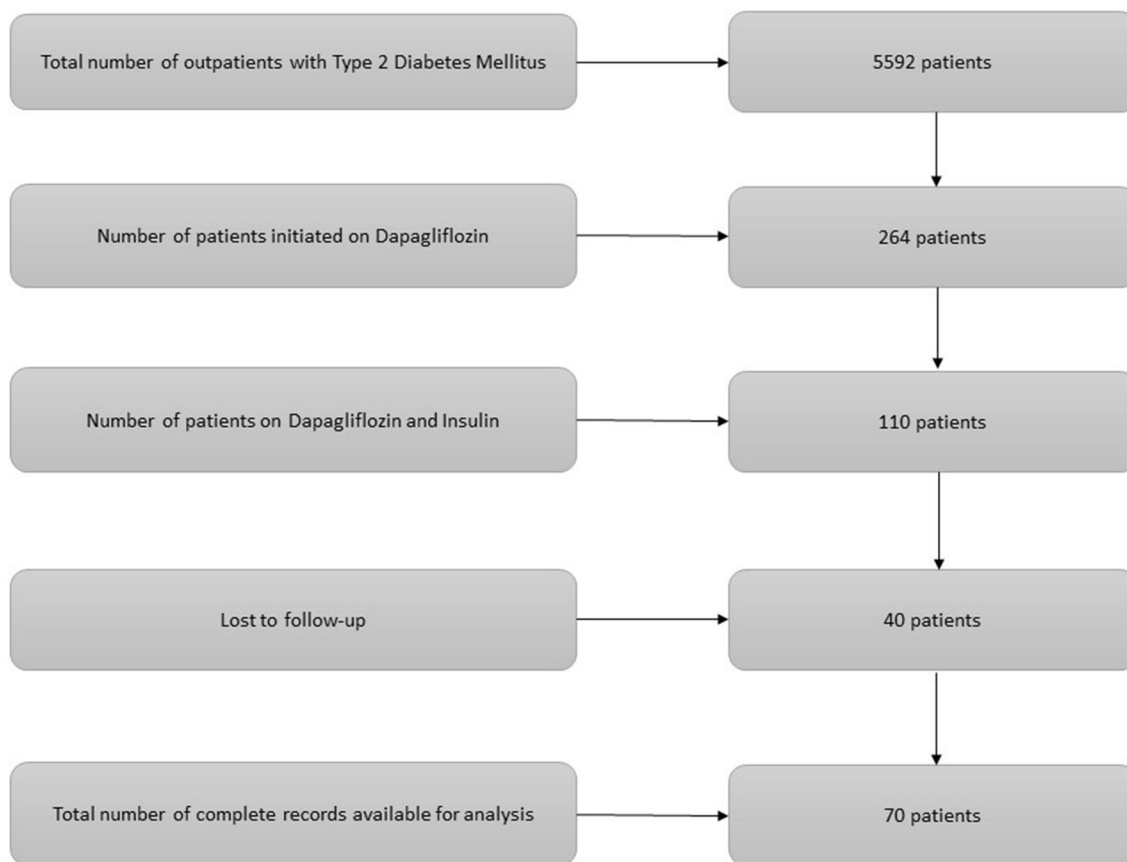 Total number of outpatients with Type 2 Diabetes Mellitus
5592 patients
Number of patients initiated on Dapagliflozin
264 patients
Number of patients on Dapagliflozin and Insulin
110 patients
Lost to follow-up
40 patients
Total number of complete records available for analysis
70 patients